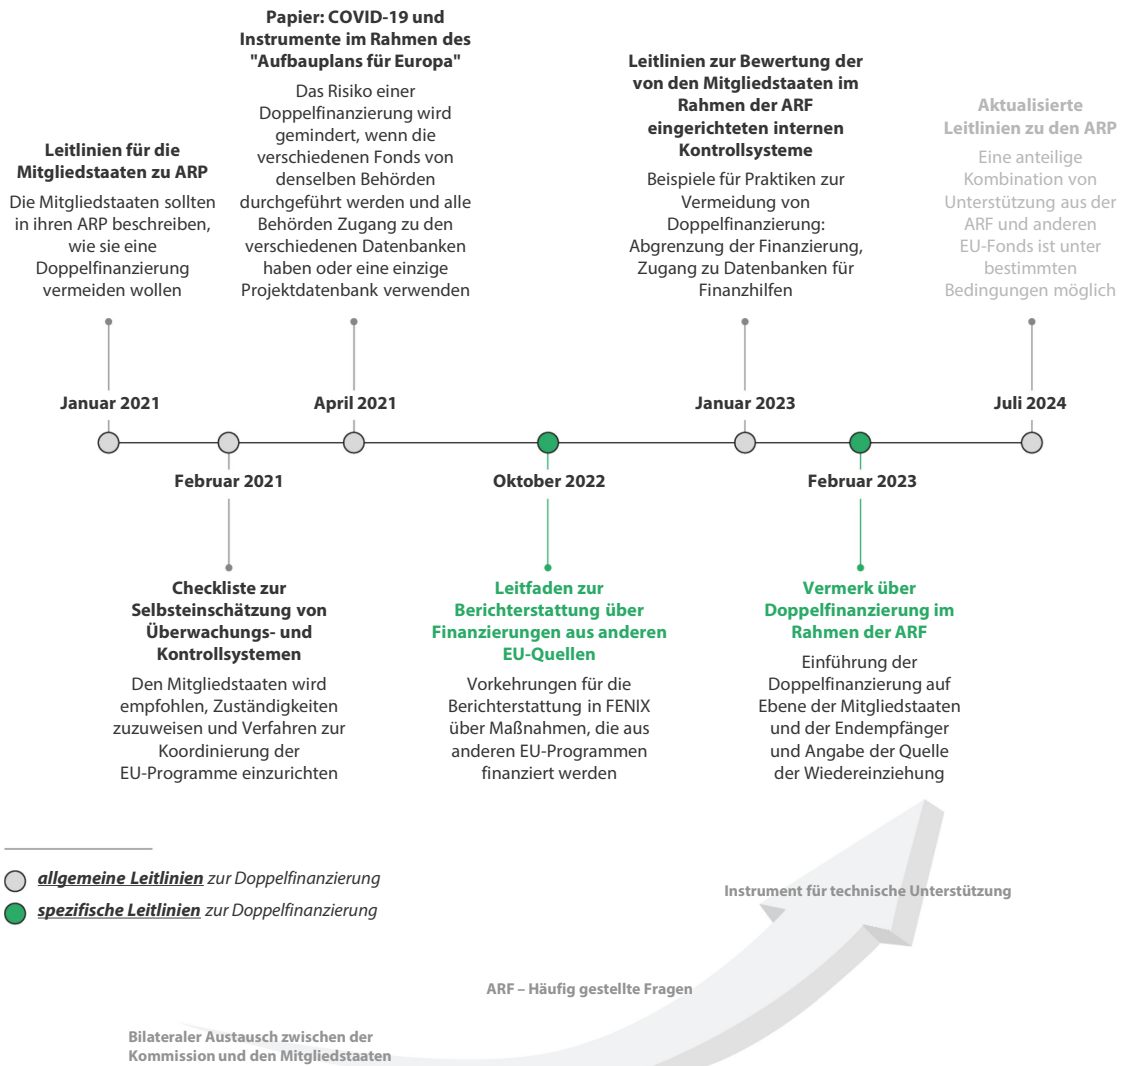 Leitlinien für die
Mitgliedstaaten zu ARP
Die Mitgliedstaaten sollten
in ihren ARP beschreiben,
wie sie eine
Doppelfinanzierung
vermeiden wollen
Papier: COVID-19 und
Instrumente im Rahmen des
"Aufbauplans für Europa"
Das Risiko einer
Doppelfinanzierung wird
gemindert, wenn die
verschiedenen Fonds von
denselben Behörden
durchgeführt werden und alle
Behörden Zugang zu den
verschiedenen Datenbanken
haben oder eine einzige
Projektdatenbank verwenden
Leitlinien zur Bewertung der
von den Mitgliedstaaten im
Rahmen der ARF
eingerichteten internen
Kontrollsysteme
Beispiele für Praktiken zur
Vermeidung von
Doppelfinanzierung:
Abgrenzung der Finanzierung,
Zugang zu Datenbanken für
Finanzhilfen
Aktualisierte
Leitlinien zu den ARP
Eine anteilige
Kombination von
Unterstützung aus der
ARF und anderen
EU-Fonds ist unter
bestimmten
Bedingungen möglich
Januar 2021
April 2021
Januar 2023
Juli 2024
Februar 2021
Oktober 2022
Februar 2023
Checkliste zur
Selbsteinschätzung von
Überwachungs- und
Kontrollsystemen
Den Mitgliedstaaten wird
empfohlen, Zuständigkeiten
zuzuweisen und Verfahren zur
Koordinierung der
EU-Programme einzurichten
Leitfaden zur
Berichterstattung über
Finanzierungen aus anderen
EU-Quellen
Vorkehrungen für die
Berichterstattung in FENIX
über Maßnahmen, die aus
anderen EU-Programmen
finanziert werden
Vermerk über
Doppelfinanzierung im
Rahmen der ARF
Einführung der
Doppelfinanzierung auf
Ebene der Mitgliedstaaten
und der Endempfänger
und Angabe der Quelle
der Wiedereinziehung
allgemeine Leitlinien zur Doppelfinanzierung
spezifische Leitlinien zur Doppelfinanzierung
Instrument für technische Unterstützung
ARF – Häufig gestellte Fragen
Bilateraler Austausch zwischen der
Kommission und den Mitgliedstaaten